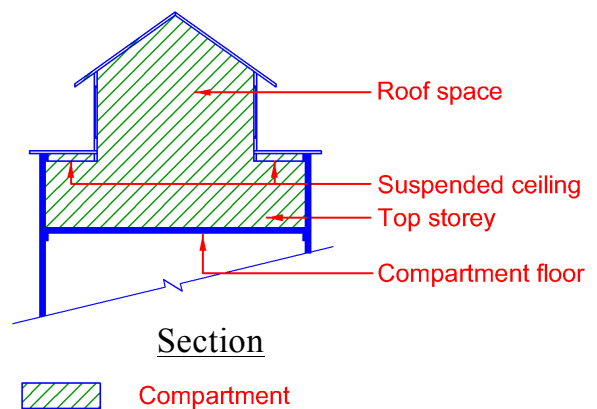 Roof space
Suspended ceiling
Top storey
Compartment floor
Section
Compartment